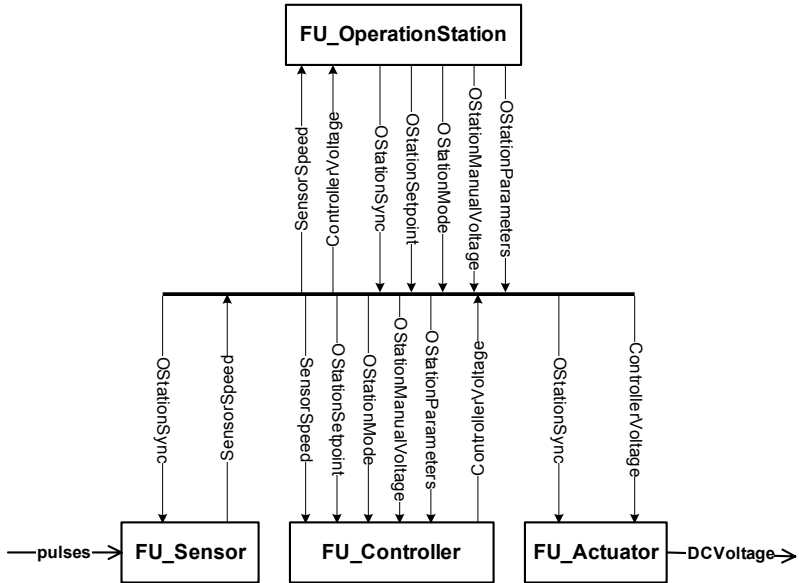 FU_OperationStation
SensorSpeed
ControllerVoltage
OStationSync
OStationSetpoint
OStationMode
OStationManualVoltage
OStationParameters
OStationSync
SensorSpeed
SensorSpeed
OStationSetpoint
OStationMode
OStationManualVoltage
OStationParameters
ControllerVoltage
OStationSync
ControllerVoltage
pulses
FU_Sensor
FU_Controller
FU_Actuator
DCVoltage